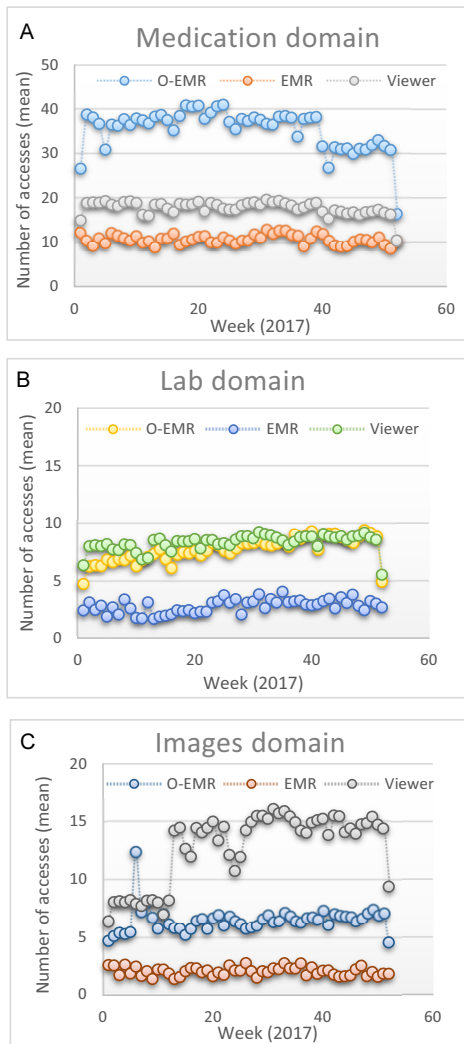 A
Medication domain
50
O-EMR EMR Viewer
40
30
20
10
0
Number of accesses (mean)
0 20 40 60
Week (2017)
B
Lab domain
20
O-EMR EMR Viewer
15
10
5
0
Number of accesses (mean)
0 20 40 60
Week (2017)
C
Images domain
20
O-EMR EMR Viewer
15
10
5
0
Number of accesses (mean)
0 20 40 60
Week (2017)